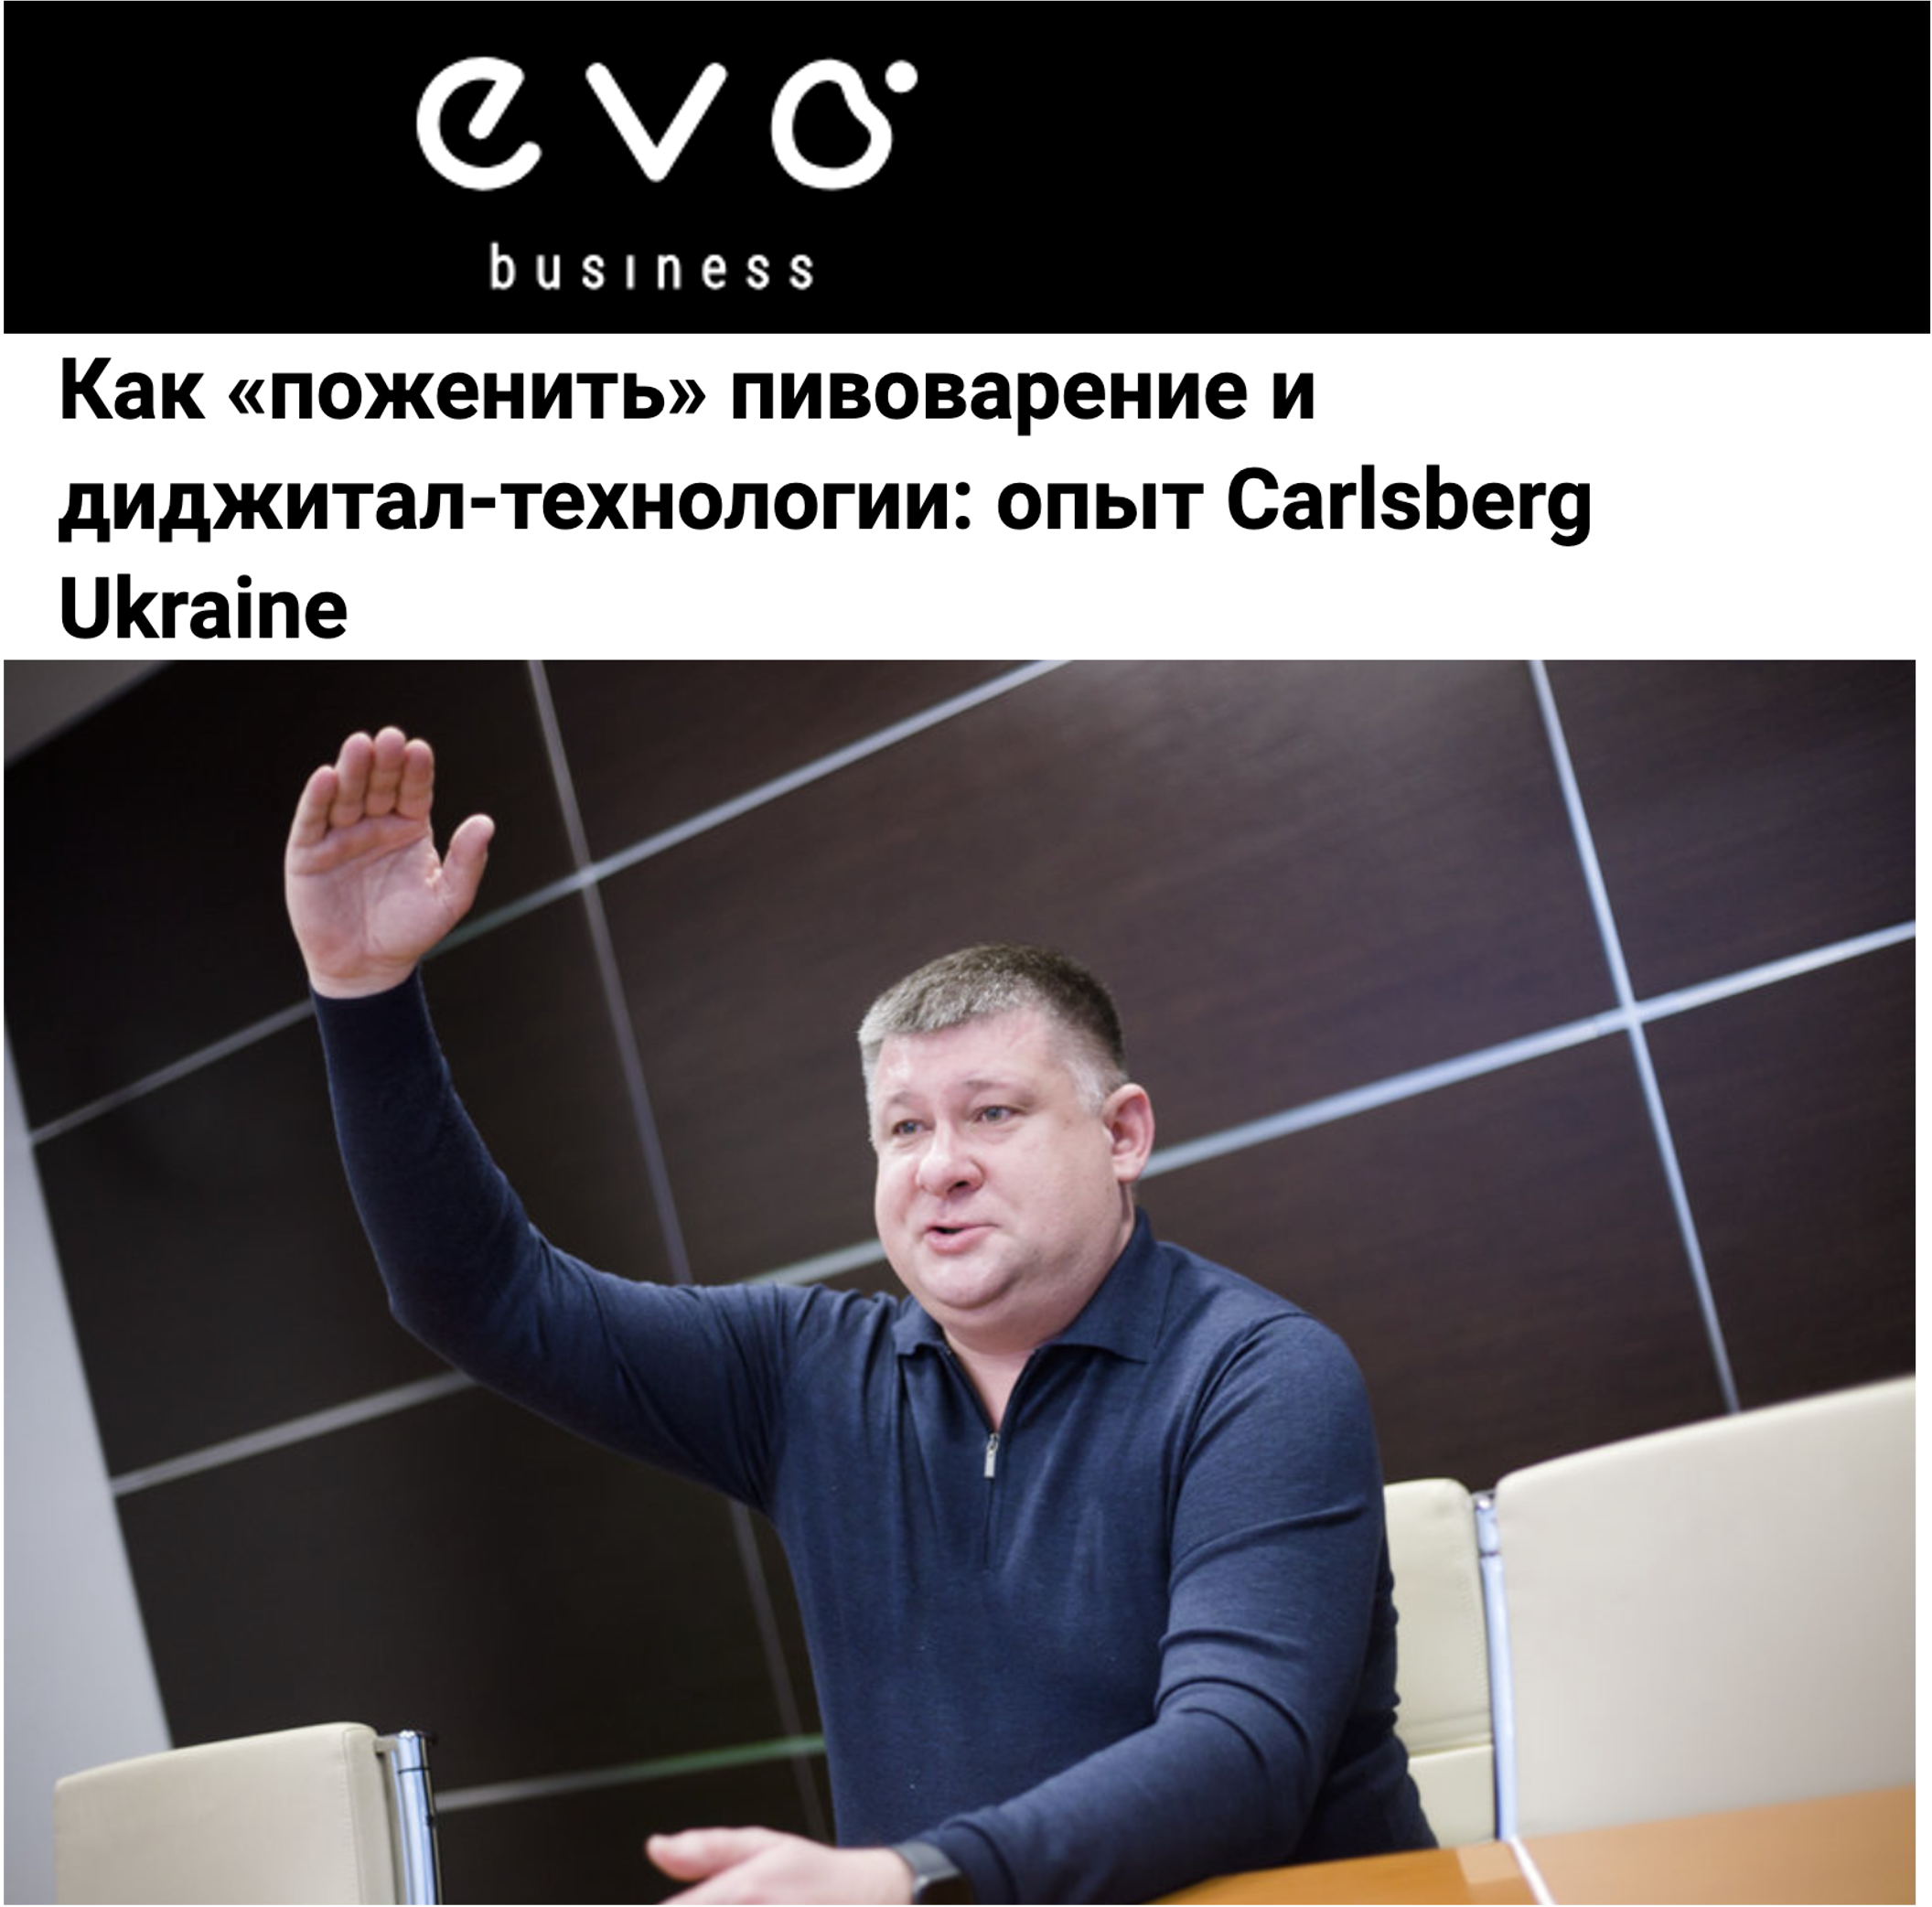 evo
business
Как «поженить» пивоварение и
диджитал-технологии: опыт Carlsberg
Ukraine